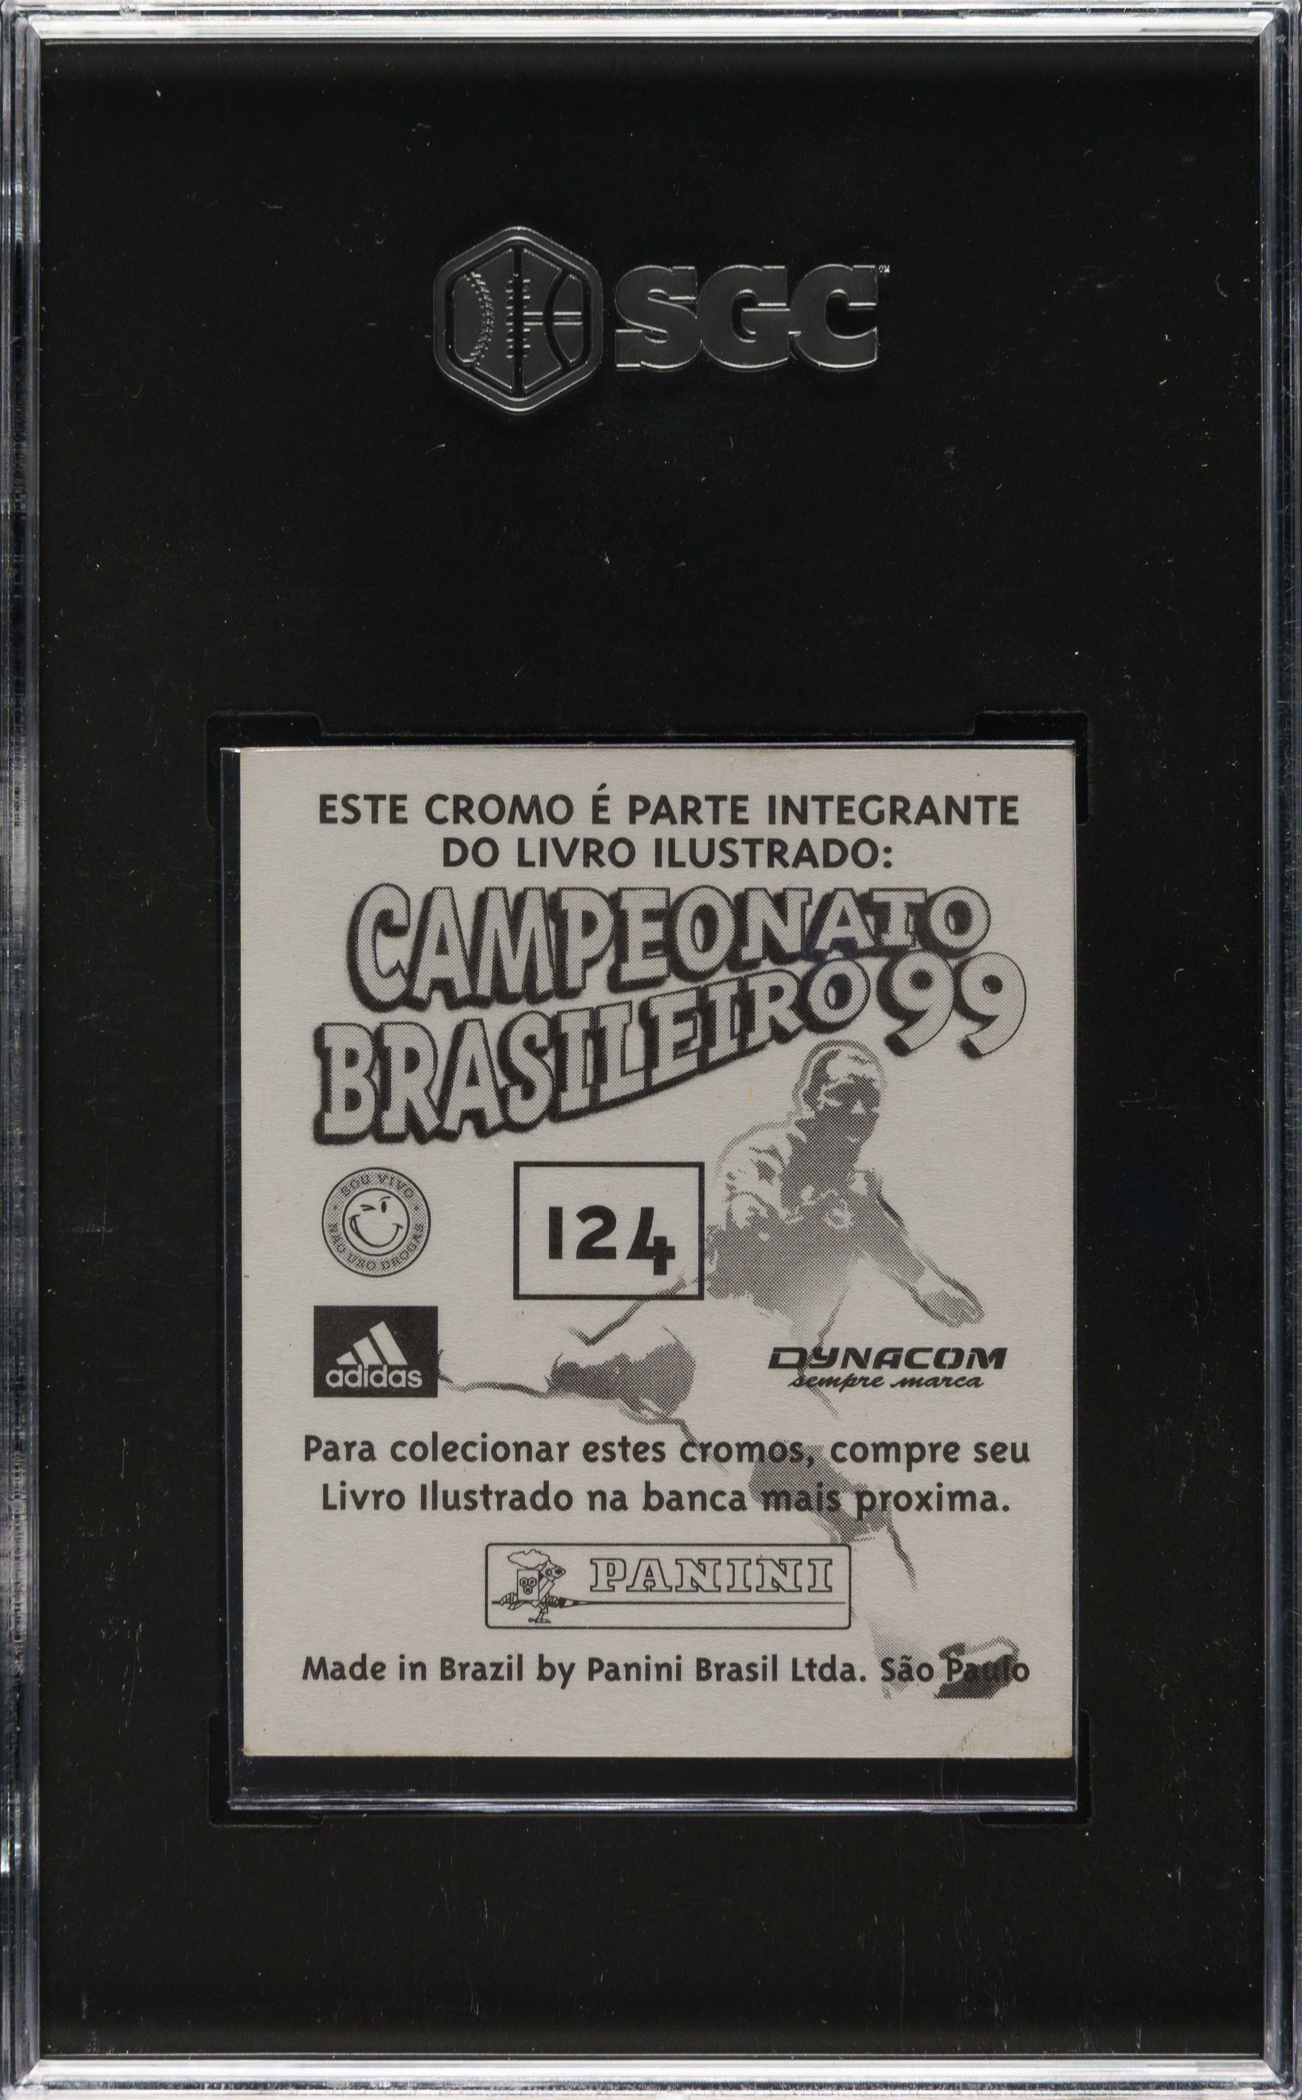 SGC
ESTE CROMO É PARTE INTEGRANTE
DO LIVRO ILUSTRADO:
CAMPEONATO
BRASILEIRO 99
SOU VIVO
NÃO USO DROGAS
124
adidas
DYNACOM
sempre marca
Para colecionar estes cromos, compre seu
Livro Ilustrado na banca mais proxima.
PANINI
Made in Brazil by Panini Brasil Ltda. São Paulo